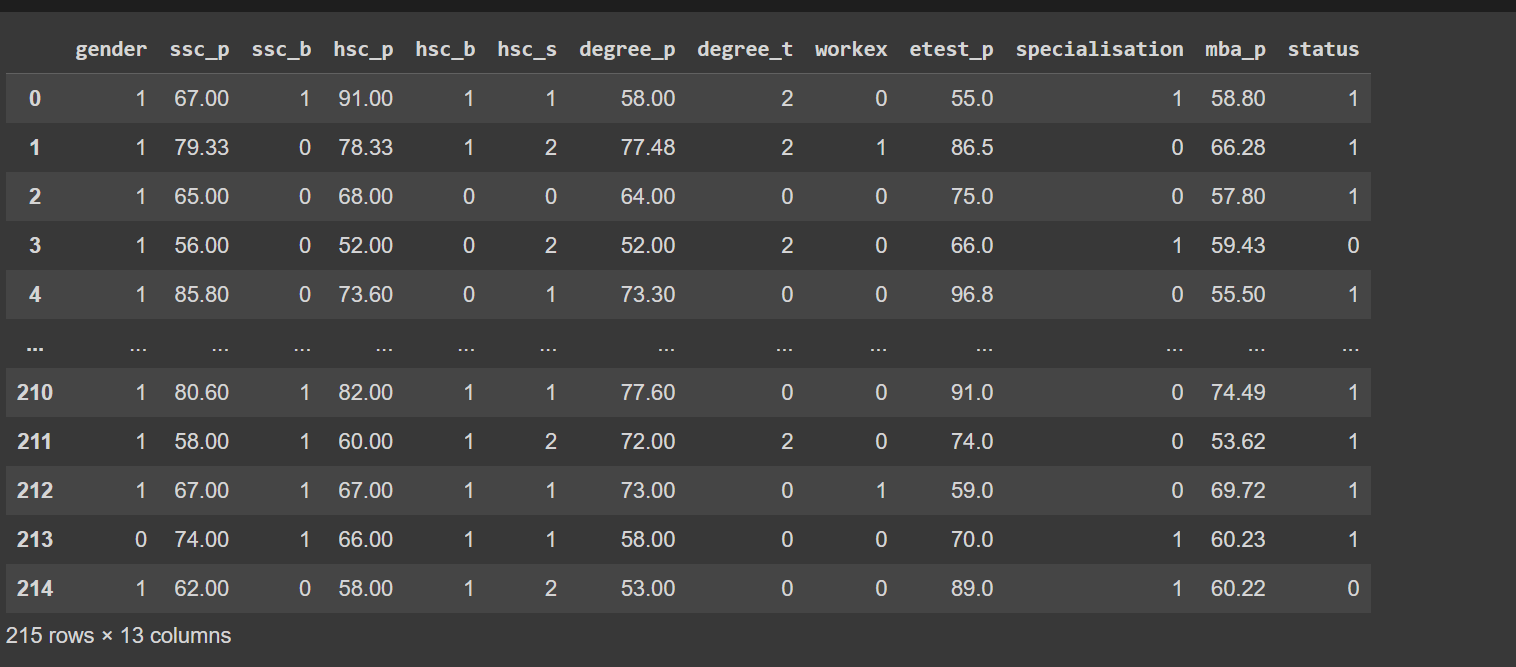 gender ssc_p ssc_b hsc_p hsc_b hsc_s degree_p degree_t workex etest_p specialisation mba_p status
0 1 67.00 1 91.00 1 1 58.00 2 0 55.0 1 58.80 1
1 1 79.33 0 78.33 1 2 77.48 2 1 86.5 0 66.28 1
2 1 65.00 0 68.00 0 0 64.00 0 0 75.0 0 57.80 1
3 1 56.00 0 52.00 0 2 52.00 2 0 66.0 1 59.43 0
4 1 85.80 0 73.60 0 1 73.30 0 0 96.8 0 55.50 1
... ... ... ... ... ... ... ... ... ... ... ... ... ...
210 1 80.60 1 82.00 1 1 77.60 0 0 91.0 0 74.49 1
211 1 58.00 1 60.00 1 2 72.00 2 0 74.0 0 53.62 1
212 1 67.00 1 67.00 1 1 73.00 0 1 59.0 0 69.72 1
213 0 74.00 1 66.00 1 1 58.00 0 0 70.0 1 60.23 1
214 1 62.00 0 58.00 1 2 53.00 0 0 89.0 1 60.22 0
215 rows × 13 columns